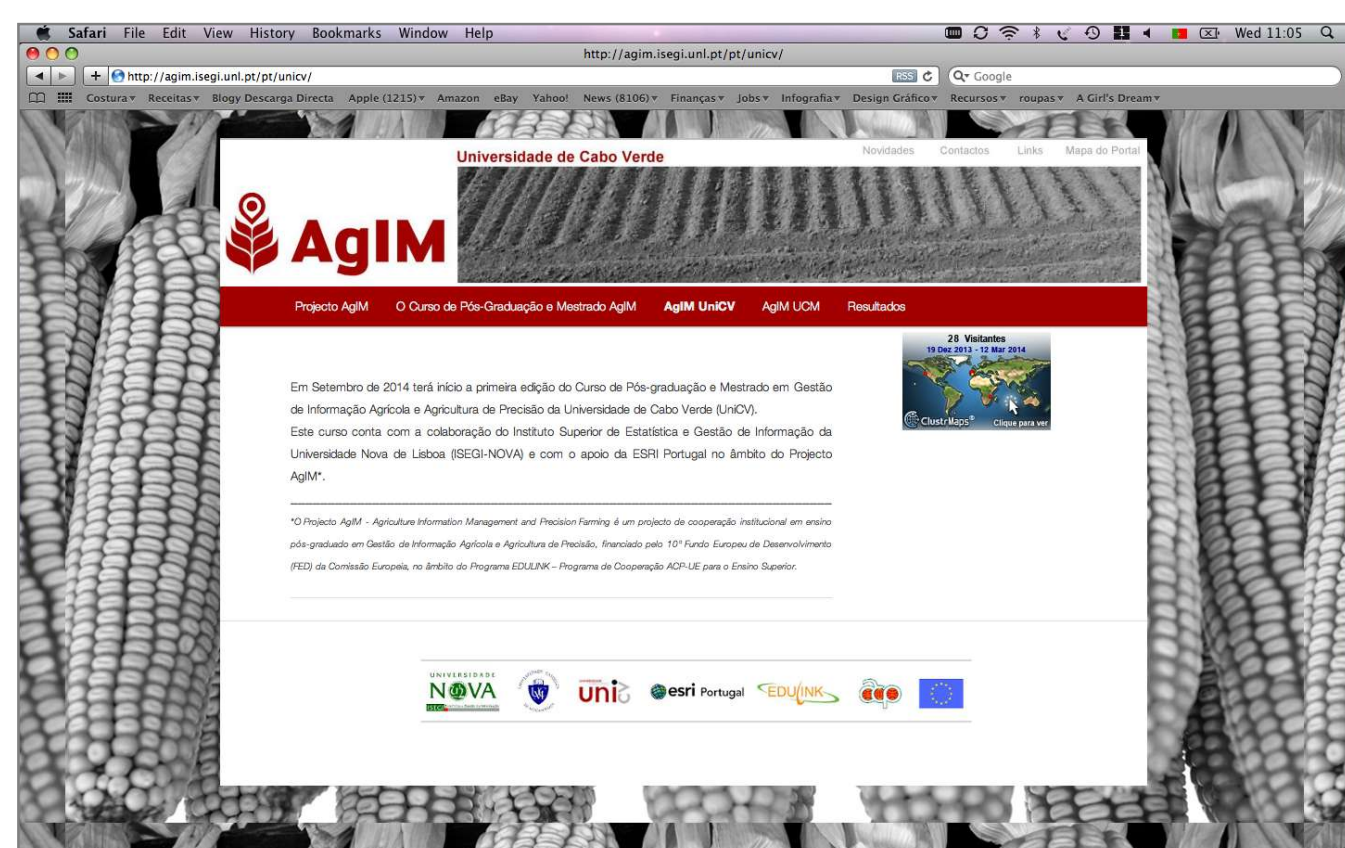 Safari File Edit View History Bookmarks Window Help Wed 11:05
http://agim.isegi.unl.pt/pt/unicv/
http://agim.isegi.unl.pt/pt/unicv/ RSS Google
Costura Receitas Blogy Descarga Directa Apple (1215) Amazon eBay Yahoo! News (8106) Finanças Jobs Infografia Design Gráfico Recursos roupas A Girl's Dream
Novidades Contactos Links Mapa do Portal
Universidade de Cabo Verde
AgIM
Projecto AgIM O Curso de Pós-Graduação e Mestrado AgIM AgIM UniCV AgIM UCM Resultados
28 Visitantes
19 Dez 2013 - 12 Mar 2014
ClustrMaps® Clique para ver
Em Setembro de 2014 terá início a primeira edição do Curso de Pós-graduação e Mestrado em Gestão
de Informação Agrícola e Agricultura de Precisão da Universidade de Cabo Verde (UniCV).
Este curso conta com a colaboração do Instituto Superior de Estatística e Gestão de Informação da
Universidade Nova de Lisboa (ISEGI-NOVA) e com o apoio da ESRI Portugal no âmbito do Projecto
AgIM*.
*O Projecto AgIM - Agriculture Information Management and Precision Farming é um projecto de cooperação institucional em ensino
pós-graduado em Gestão de Informação Agrícola e Agricultura de Precisão, financiado pelo 10º Fundo Europeu de Desenvolvimento
(FED) da Comissão Europeia, no âmbito do Programa EDULINK – Programa de Cooperação ACP-UE para o Ensino Superior.
UNIVERSIDADE
NOVA
ISEGI
uni
esri Portugal
EDULINK
acp